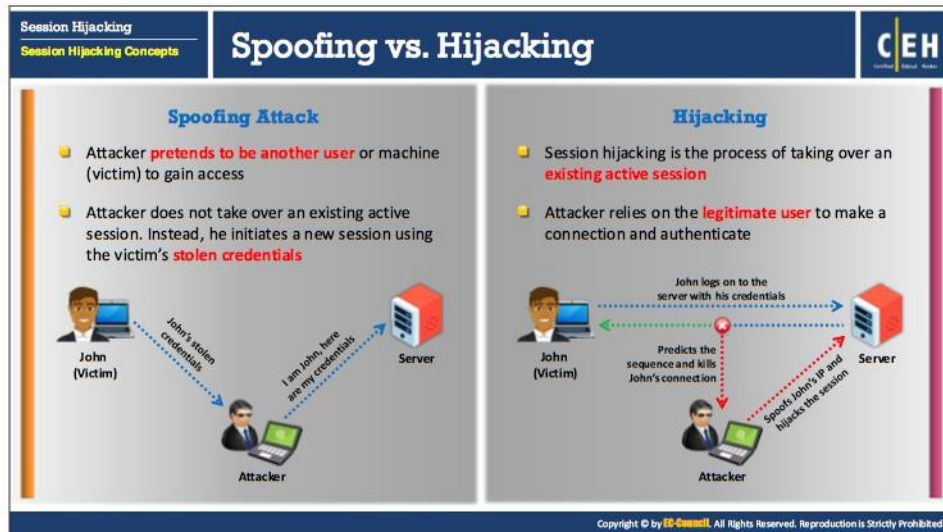 Session Hijacking
Session Hijacking Concepts
Spoofing vs. Hijacking
C|EH
Certified Ethical Hacker
Spoofing Attack
Attacker pretends to be another user or machine
(victim) to gain access
Attacker does not take over an existing active
session. Instead, he initiates a new session using
the victim's stolen credentials
John's stolen
credentials
I am John, here
are my credentials
John
(Victim)
Server
Attacker
Hijacking
Session hijacking is the process of taking over an
existing active session
Attacker relies on the legitimate user to make a
connection and authenticate
John logs on to the
server with his credentials
John
(Victim)
Predicts the
sequence and kills
John's connection
Server
Spoofs John's IP and
hijacks the session
Attacker
Copyright © by EC-Council. All Rights Reserved. Reproduction is Strictly Prohibited.